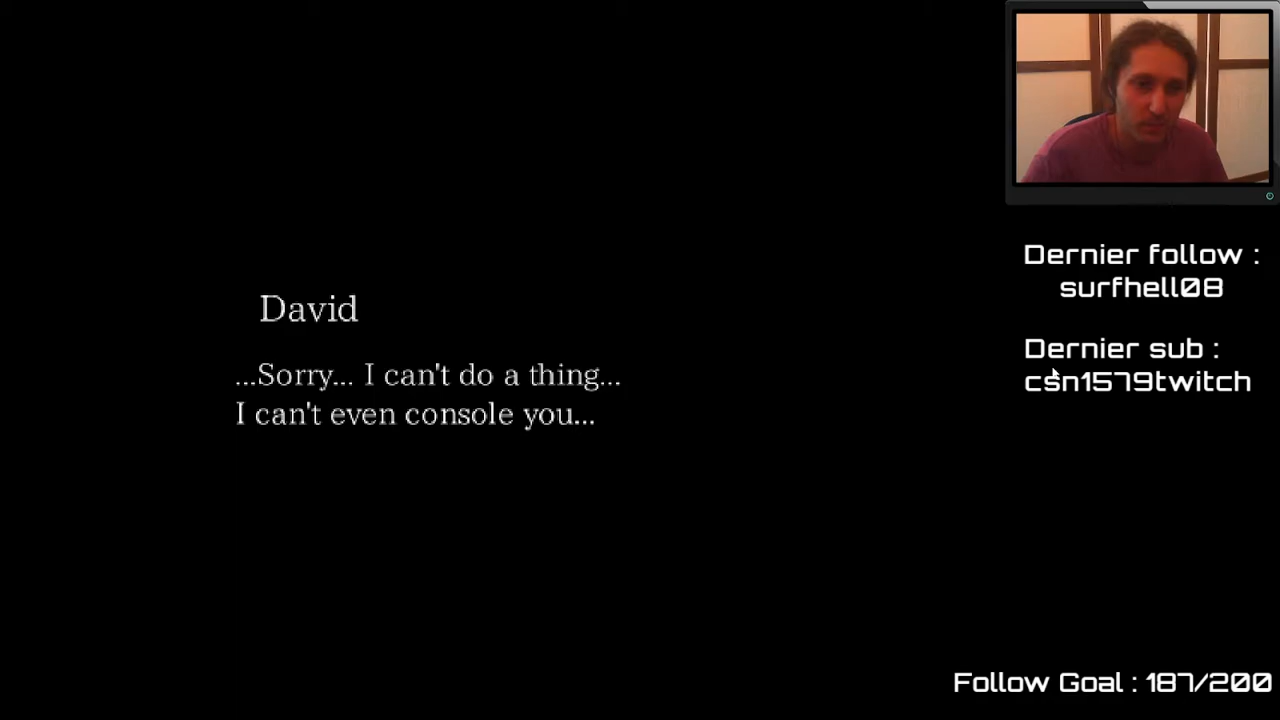 David
...Sorry... I can't do a thing...
I can't even console you...
Dernier follow :
surfhell08
Dernier sub :
csn1579twitch
Follow Goal : 187/200